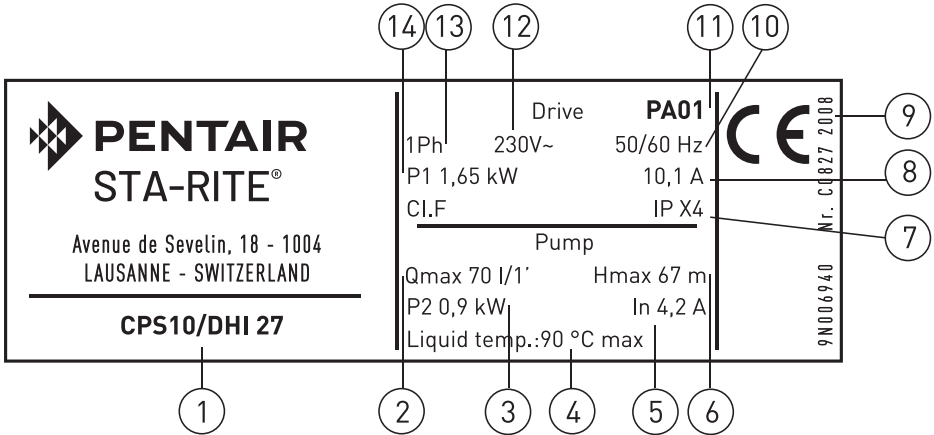 14 13 12 11 10
PENTAIR
STA-RITE®
Avenue de Sevelin, 18 - 1004
LAUSANNE - SWITZERLAND
CPS10/DHI 27
Drive PA01
1Ph 230V~ 50/60 Hz
P1 1,65 kW 10,1 A
CI.F IP X4
Pump
Qmax 70 l/1' Hmax 67 m
P2 0,9 kW In 4,2 A
Liquid temp.:90 °C max
CE
9N006940 Nr. C0827 2008
9
8
7
1 2 3 4 5 6